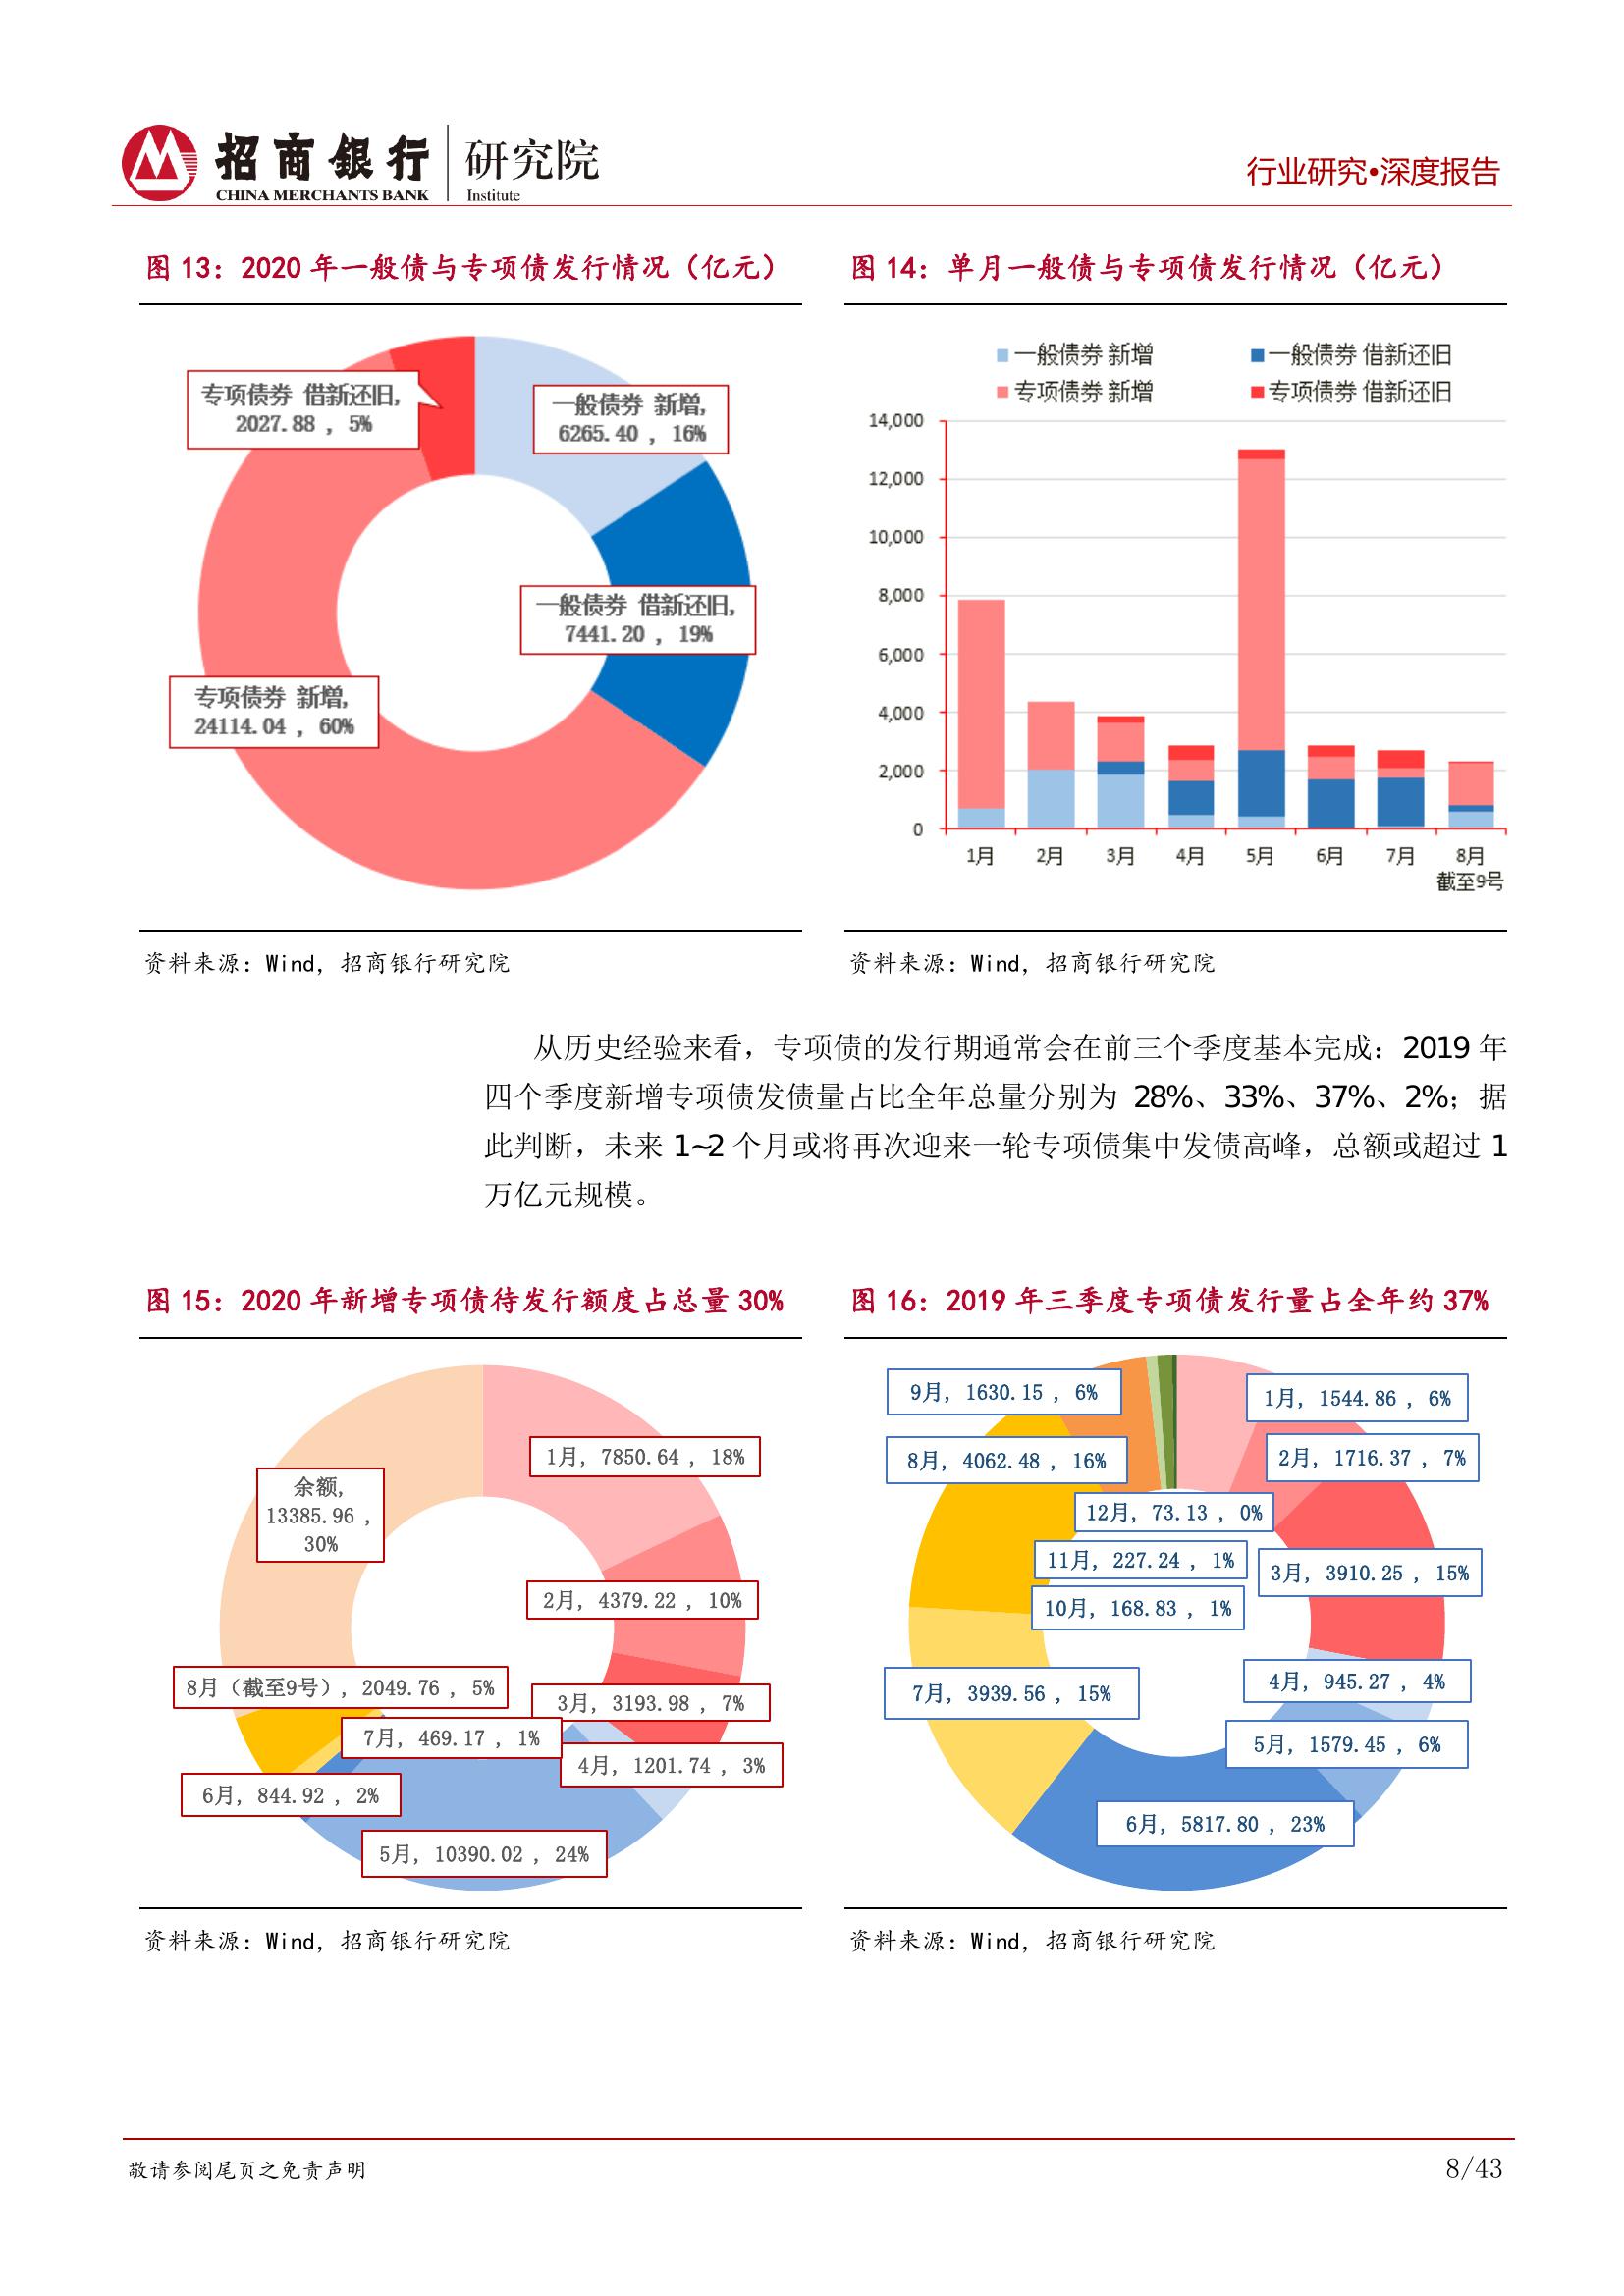 招商銀行
CHINA MERCHANTS BANK
研究院
Institute
行业研究•深度报告
图 13：2020 年一般债与专项债发行情况（亿元）
专项债券 借新还旧,
2027.88 , 5%
一般债券 新增,
6265.40 , 16%
一般债券 借新还旧,
7441.20 , 19%
专项债券 新增,
24114.04 , 60%
资料来源：Wind，招商银行研究院
图 14：单月一般债与专项债发行情况（亿元）
一般债券 新增
一般债券 借新还旧
专项债券 新增
专项债券 借新还旧
14,000
12,000
10,000
8,000
6,000
4,000
2,000
0
1月 2月 3月 4月 5月 6月 7月 8月
截至9号
资料来源：Wind，招商银行研究院
从历史经验来看，专项债的发行期通常会在前三个季度基本完成：2019 年
四个季度新增专项债发债量占比全年总量分别为 28%、33%、37%、2%；据
此判断，未来 1~2 个月或将再次迎来一轮专项债集中发债高峰，总额或超过 1
万亿元规模。
图 15：2020 年新增专项债待发行额度占总量 30%
1月, 7850.64 , 18%
余额,
13385.96 ,
30%
2月, 4379.22 , 10%
8月（截至9号）, 2049.76 , 5%
3月, 3193.98 , 7%
7月, 469.17 , 1%
4月, 1201.74 , 3%
6月, 844.92 , 2%
5月, 10390.02 , 24%
资料来源：Wind，招商银行研究院
图 16：2019 年三季度专项债发行量占全年约 37%
9月, 1630.15 , 6%
1月, 1544.86 , 6%
8月, 4062.48 , 16%
2月, 1716.37 , 7%
12月, 73.13 , 0%
11月, 227.24 , 1%
3月, 3910.25 , 15%
10月, 168.83 , 1%
7月, 3939.56 , 15%
4月, 945.27 , 4%
5月, 1579.45 , 6%
6月, 5817.80 , 23%
资料来源：Wind，招商银行研究院
敬请参阅尾页之免责声明
8/43